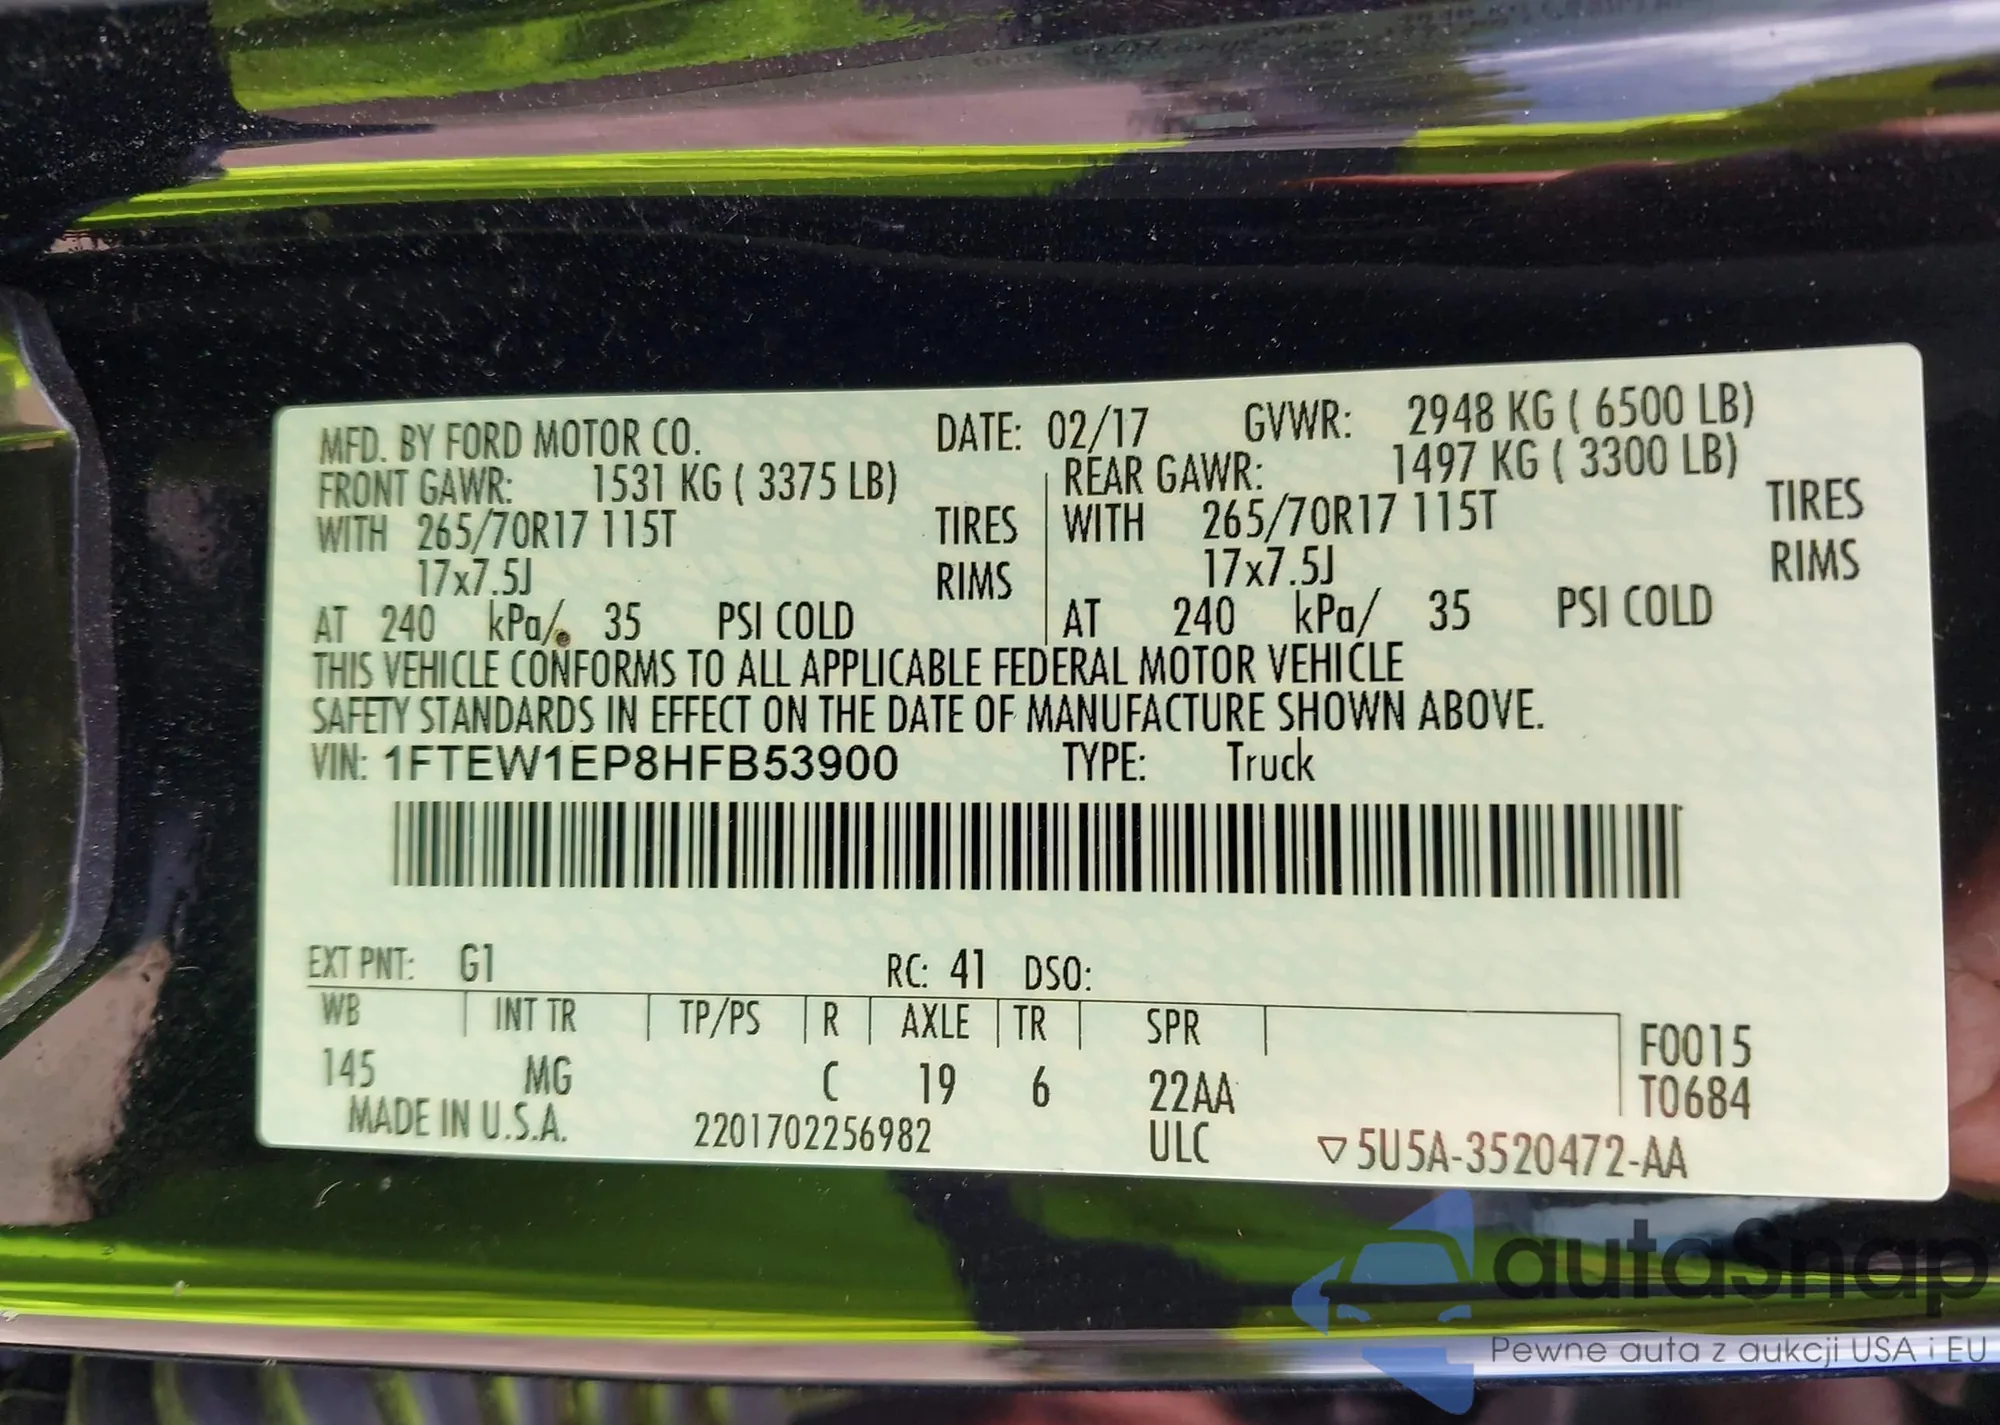 MFD. BY FORD MOTOR CO. DATE: 02/17 GVWR: 2948 KG ( 6500 LB)
FRONT GAWR: 1531 KG ( 3375 LB) REAR GAWR: 1497 KG ( 3300 LB)
WITH 265/70R17 115T TIRES WITH 265/70R17 115T TIRES
17x7.5J RIMS 17x7.5J RIMS
AT 240 kPa/ 35 PSI COLD AT 240 kPa/ 35 PSI COLD
THIS VEHICLE CONFORMS TO ALL APPLICABLE FEDERAL MOTOR VEHICLE
SAFETY STANDARDS IN EFFECT ON THE DATE OF MANUFACTURE SHOWN ABOVE.
VIN: 1FTEW1EP8HFB53900 TYPE: Truck
EXT PNT: G1 RC: 41 DSO:
WB INT TR TP/PS R AXLE TR SPR F0015
145 MG C 19 6 22AA T0684
MADE IN U.S.A. 2201702256982 ULC ▽5U5A-3520472-AA
autaSnap
Pewne auta z aukcji USA i EU